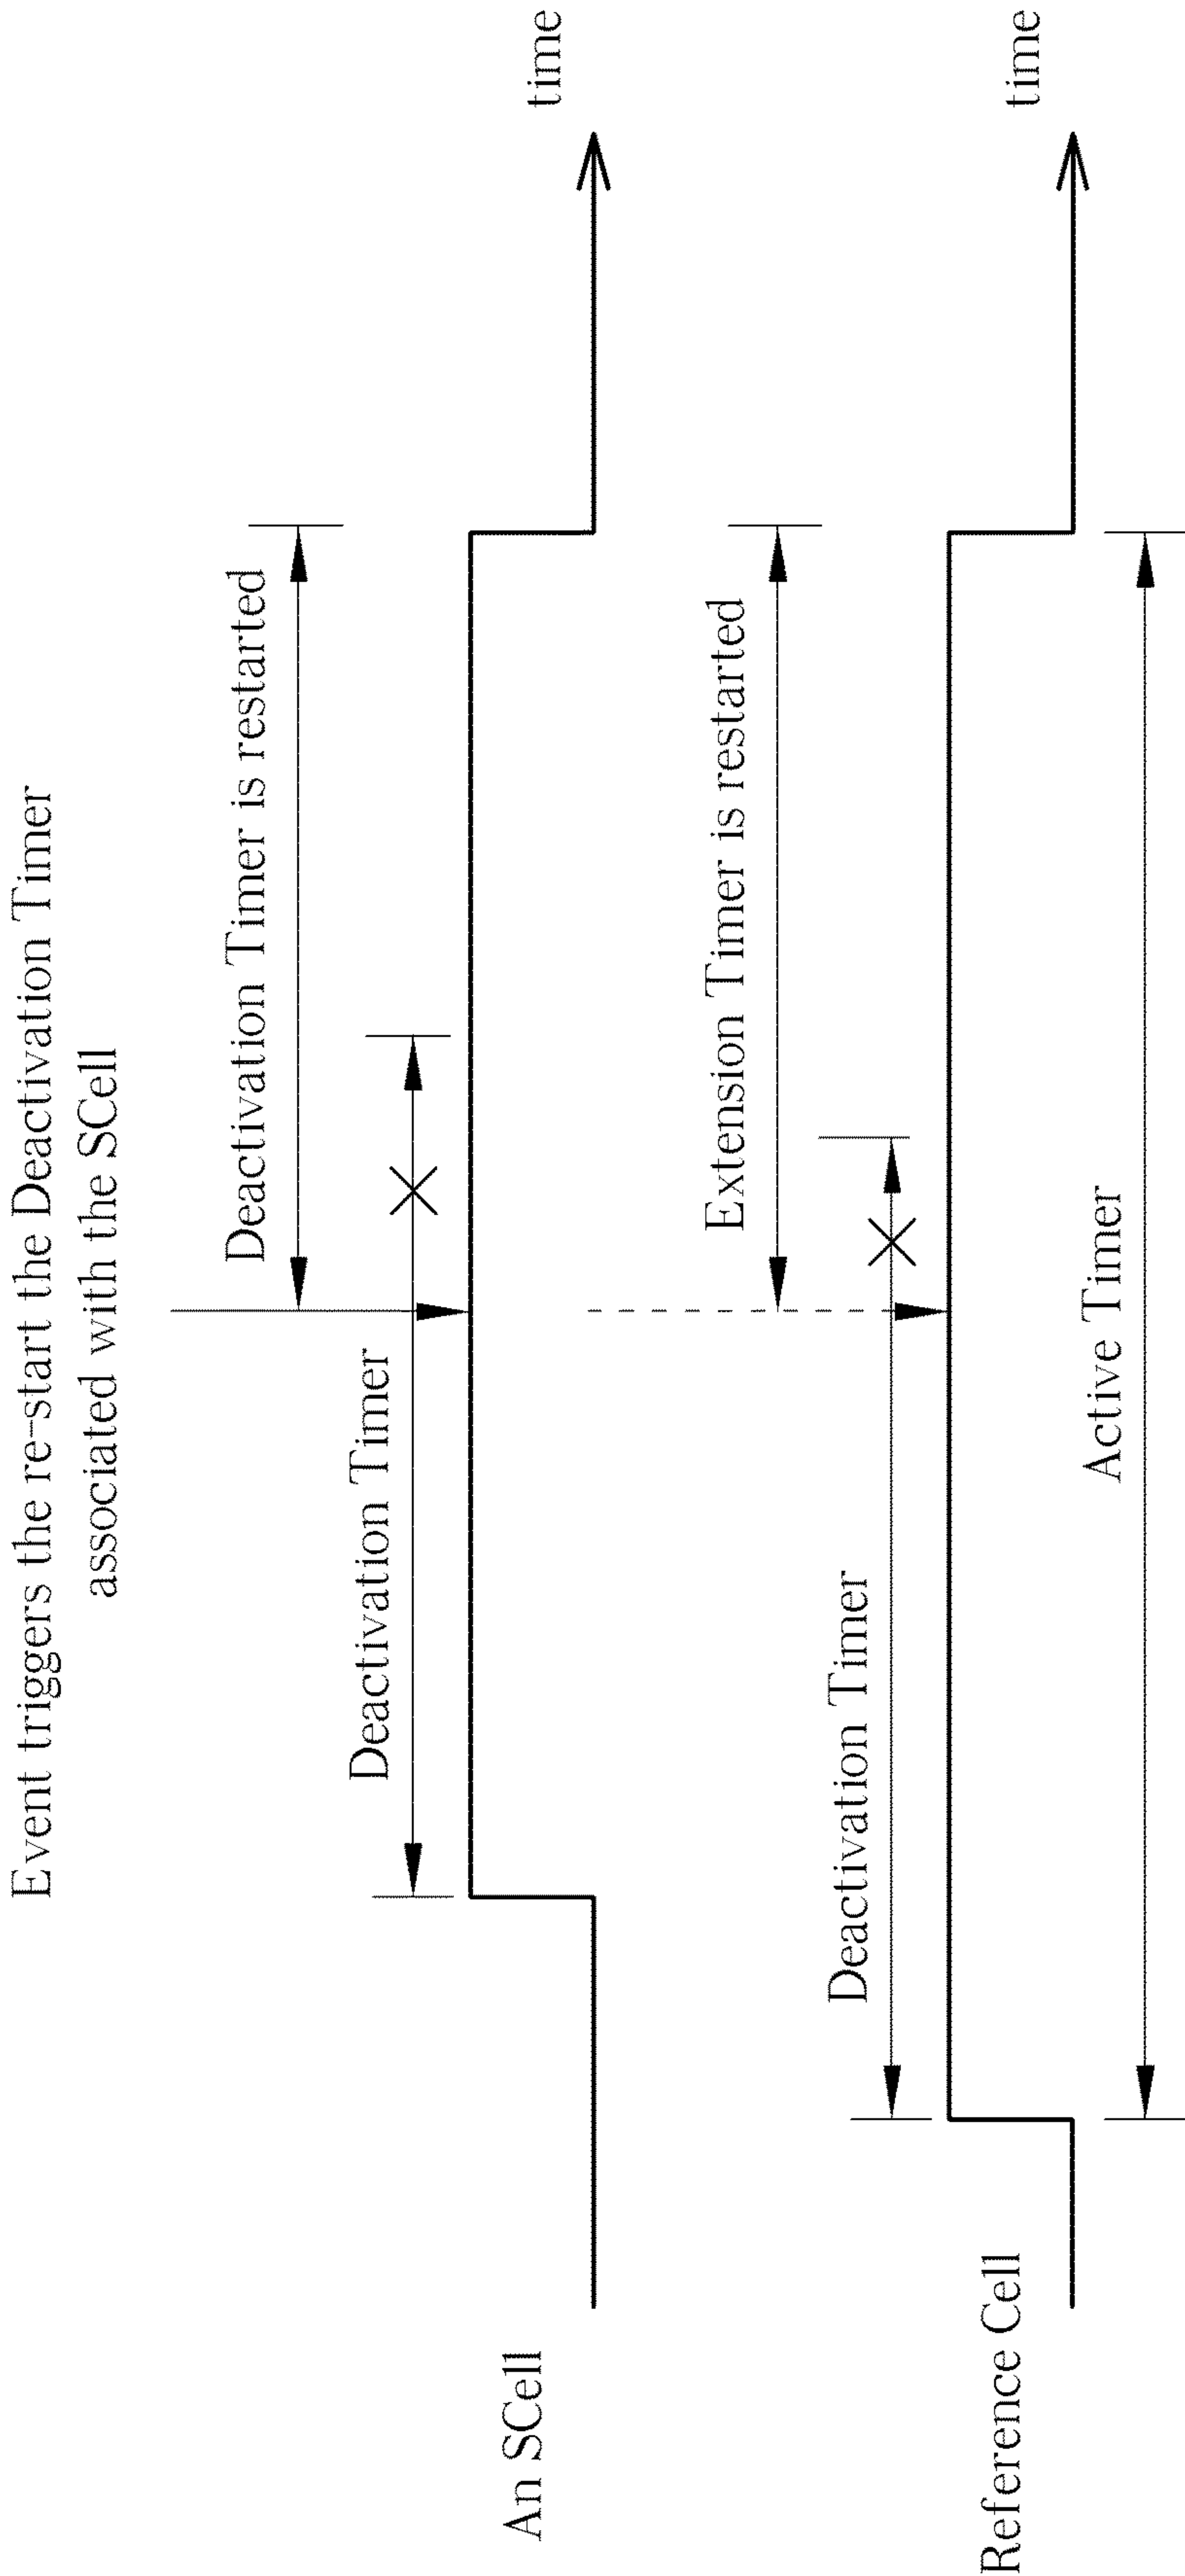 Event triggers the re-start the Deactivation Timer
associated with the SCell
Deactivation Timer is restarted
Deactivation Timer
An SCell
time
Extension Timer is restarted
Deactivation Timer
Reference Cell
time
Active Timer